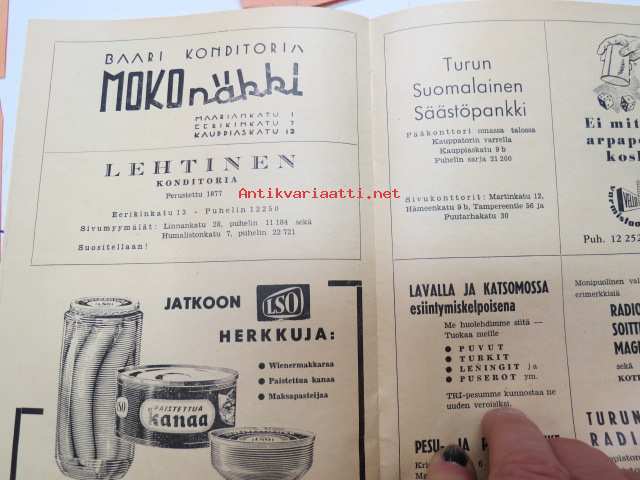 BAARI KONDITORIA
MOKOnäkki
MAARIANKATU 1
EERIKINKATU 7
KAUPPIASKATU 13
LEHTINEN
KONDITORIA
Perustettu 1877
Eerikinkatu 13 - Puhelin 12250
Sivumyymälät: Linnankatu 28, puhelin 11 184 sekä
Humalistonkatu 7, puhelin 22 721
Suositellaan!
JATKOON LSO
HERKKUJA:
• Wienermakkaraa
• Paistettua kanaa
• Maksapasteijaa
LSO
PAISTETTUA
kanaa
Turun
Suomalainen
Säästöpankki
Pääkonttori omassa talossa
Kauppatorin varrella
Kauppiaskatu 9 b
Puhelin sarja 21 200
Sivukonttorit: Martinkatu 12,
Hämeenkatu 9 b, Tampereentie 56 ja
Puutarhakatu 30
LAVALLA JA KATSOMOSSA
esiintymiskelpoisena
Me huolehdimme siitä —
Tuokaa meille
• PUVUT
• TURKIT
• LENINGIT ja
• PUSEROT ym.
TRI-pesumme kunnostaa ne
uuden veroisiksi.
PESU- JA
Ei mit
arpape
kosk
Puh. 12 252
Monipuolinen val
erimerkkisiä
RADIO
SOITT
MAG
sekä
KOTI
TURUN
RADI
Antikvariaatti.net